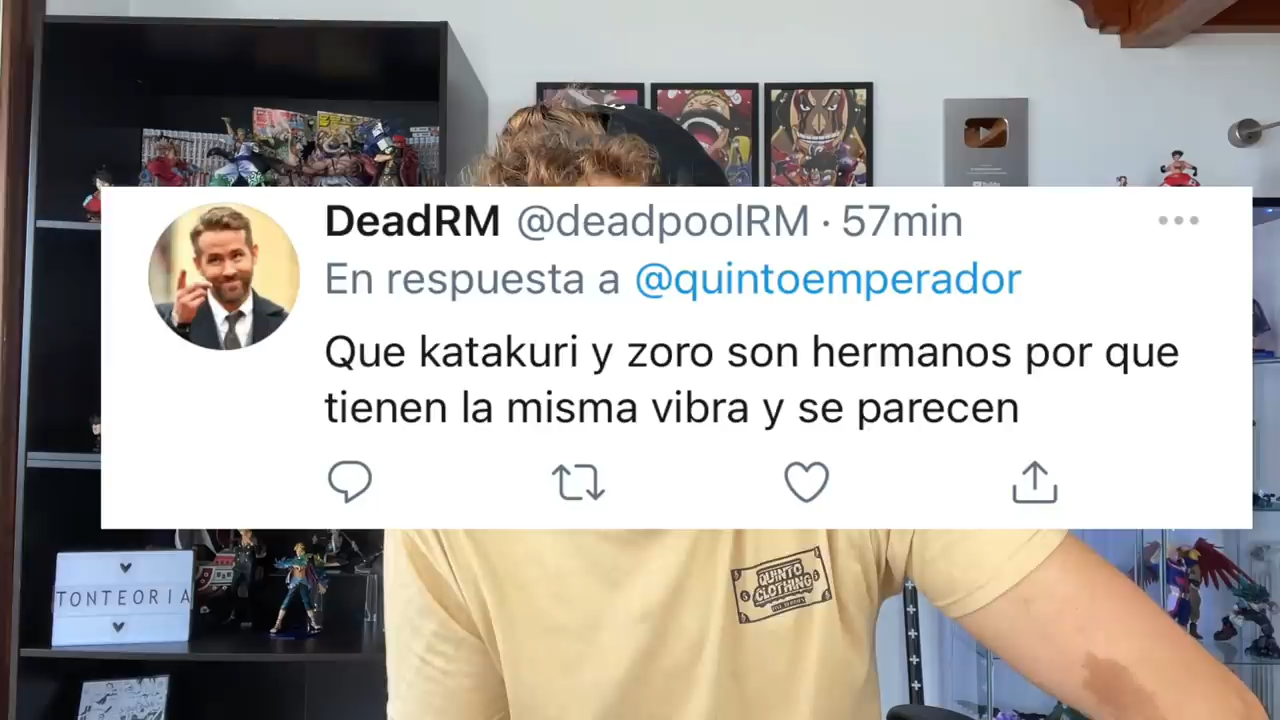 DeadRM @deadpoolRM · 57min
En respuesta a @quintoemperador
Que katakuri y zoro son hermanos por que
tienen la misma vibra y se parecen
QUINTO
CLOTHING
TONTEORIA